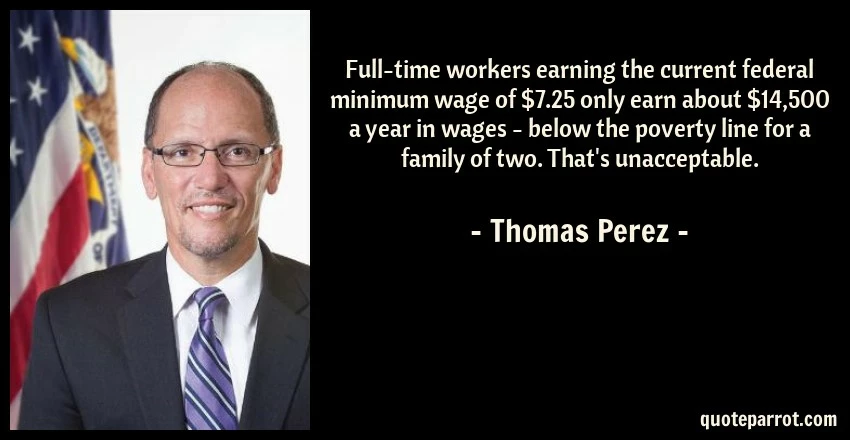 Full-time workers earning the current federal
minimum wage of $7.25 only earn about $14,500
a year in wages - below the poverty line for a
family of two. That's unacceptable.
- Thomas Perez -
quoteparrot.com